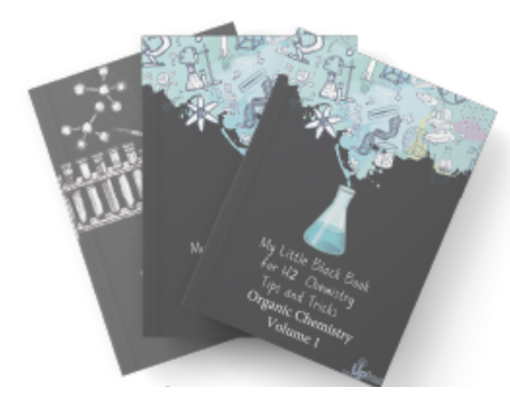 My Little Black Book
for H2 Chemistry
Tips and Tricks
Organic Chemistry
Volume 1